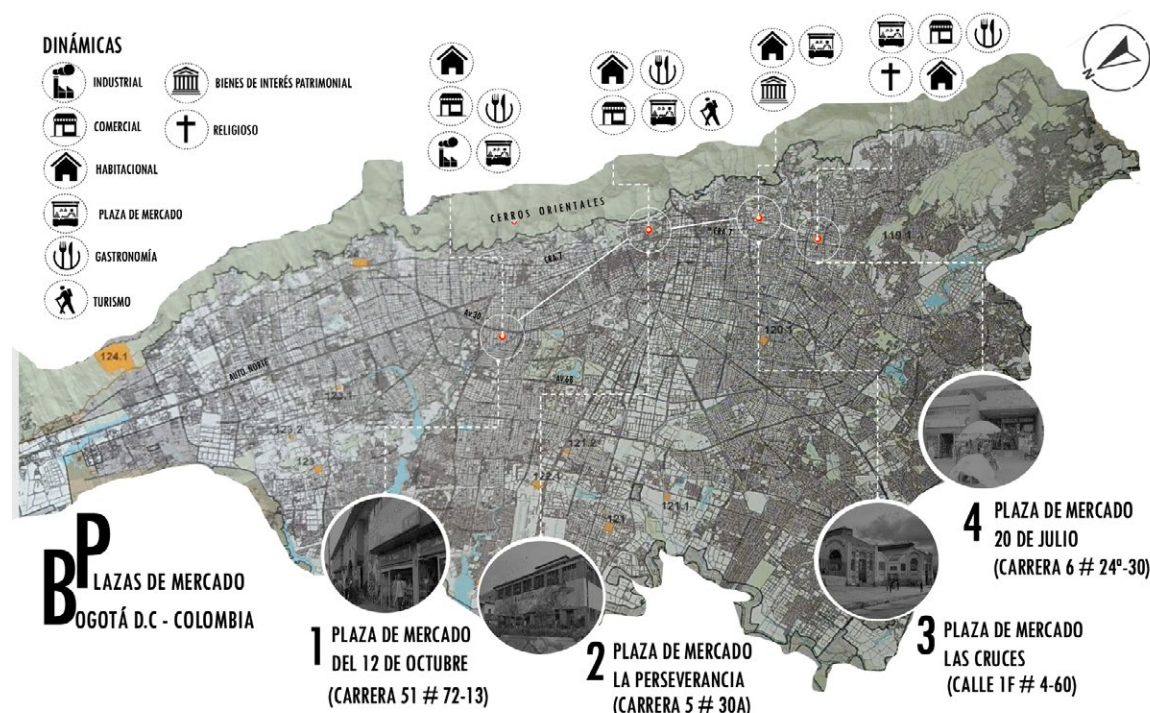 DINÁMICAS
INDUSTRIAL
BIENES DE INTERÉS PATRIMONIAL
COMERCIAL
RELIGIOSO
HABITACIONAL
PLAZA DE MERCADO
GASTRONOMÍA
TURISMO
N
CERROS ORIENTALES
CRA 7
CRA 7
AV.30
AV.68
AUTO.NORTE
119.1
120.1
124.1
123.1
121.2
121.1
121
PLAZAS DE MERCADO
BOGOTÁ D.C - COLOMBIA
1 PLAZA DE MERCADO
DEL 12 DE OCTUBRE
(CARRERA 51 # 72-13)
2 PLAZA DE MERCADO
LA PERSEVERANCIA
(CARRERA 5 # 30A)
3 PLAZA DE MERCADO
LAS CRUCES
(CALLE 1F # 4-60)
4 PLAZA DE MERCADO
20 DE JULIO
(CARRERA 6 # 24ª-30)